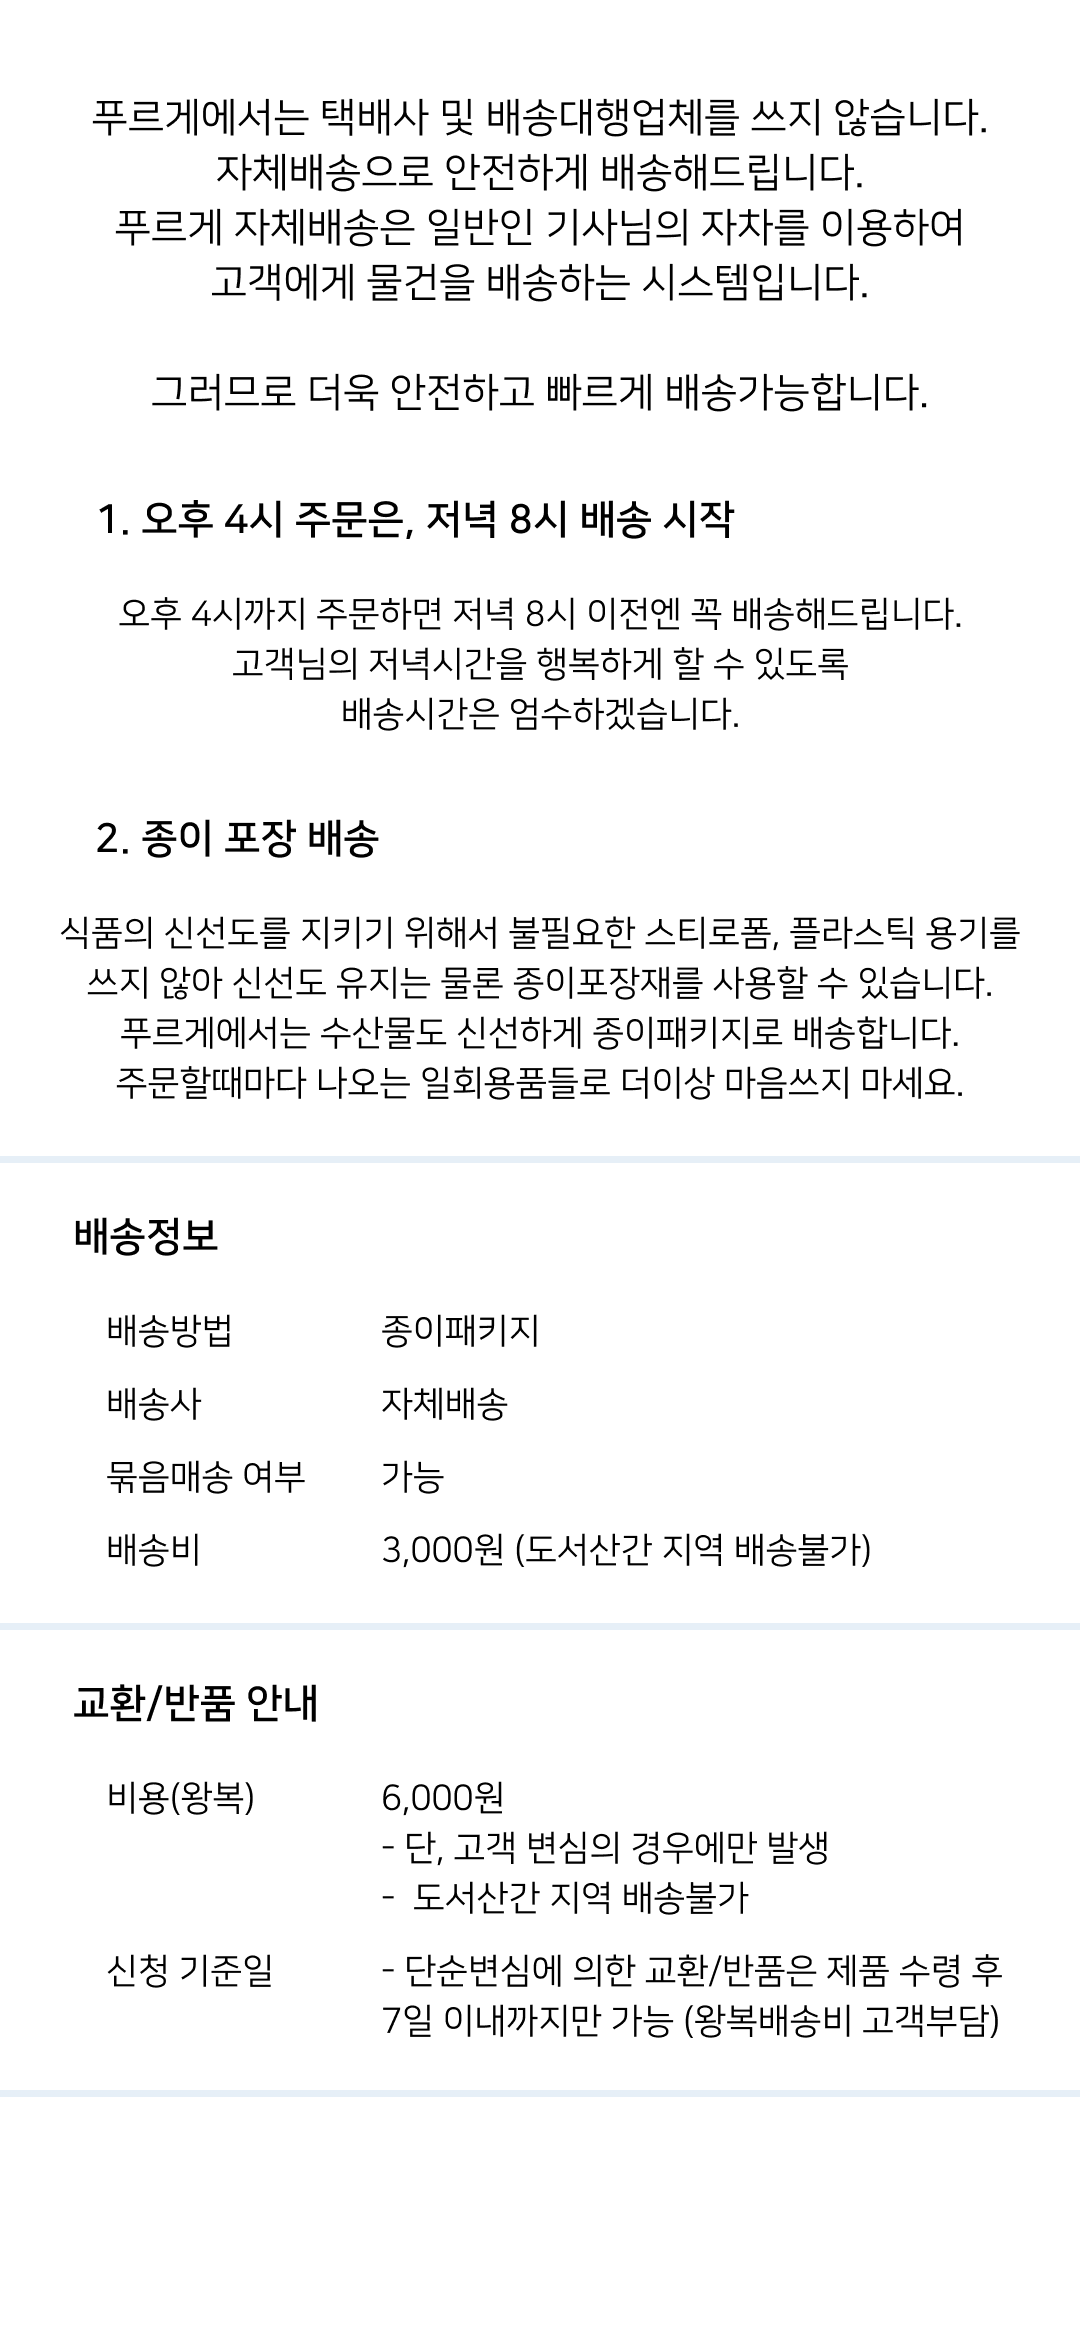 푸르게에서는 택배사 및 배송대행업체를 쓰지 않습니다.
자체배송으로 안전하게 배송해드립니다.
푸르게 자체배송은 일반인 기사님의 자차를 이용하여
고객에게 물건을 배송하는 시스템입니다.
그러므로 더욱 안전하고 빠르게 배송가능합니다.
1. 오후 4시 주문은, 저녁 8시 배송 시작
오후 4시까지 주문하면 저녁 8시 이전엔 꼭 배송해드립니다.
고객님의 저녁시간을 행복하게 할 수 있도록
배송시간은 엄수하겠습니다.
2. 종이 포장 배송
식품의 신선도를 지키기 위해서 불필요한 스티로폼, 플라스틱 용기를
쓰지 않아 신선도 유지는 물론 종이포장재를 사용할 수 있습니다.
푸르게에서는 수산물도 신선하게 종이패키지로 배송합니다.
주문할때마다 나오는 일회용품들로 더이상 마음쓰지 마세요.
배송정보
배송방법 종이패키지
배송사 자체배송
묶음매송 여부 가능
배송비 3,000원 (도서산간 지역 배송불가)
교환/반품 안내
비용(왕복) 6,000원
- 단, 고객 변심의 경우에만 발생
- 도서산간 지역 배송불가
신청 기준일 - 단순변심에 의한 교환/반품은 제품 수령 후
7일 이내까지만 가능 (왕복배송비 고객부담)